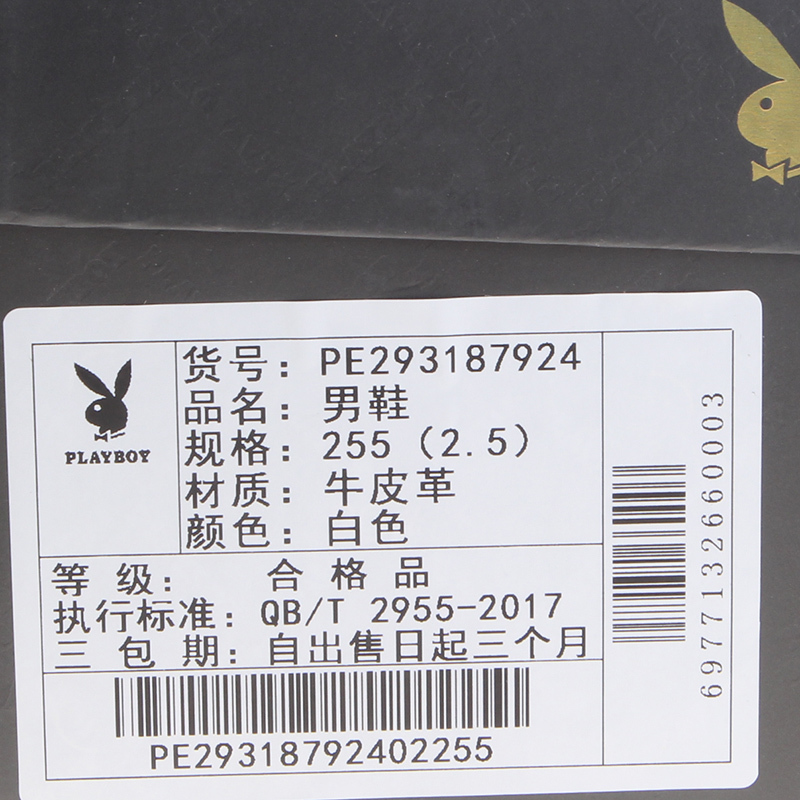 PLAYBOY
货号：PE293187924
品名：男鞋
规格：255（2.5）
材质：牛皮革
颜色：白色
等 级： 合 格 品
执行标准：QB/T 2955-2017
三 包 期：自出售日起三个月
PE29318792402255
6977132660003